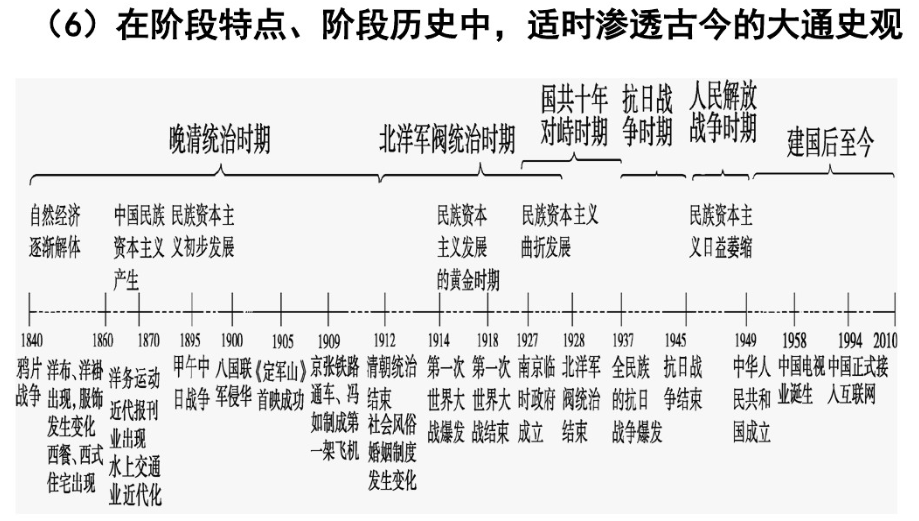 （6）在阶段特点、阶段历史中，适时渗透古今的大通史观
国共十年
对峙时期
抗日战
争时期
人民解放
战争时期
晚清统治时期
北洋军阀统治时期
建国后至今
自然经济
逐渐解体
中国民族
资本主义
产生
民族资本主
义初步发展
民族资本
主义发展
的黄金时期
民族资本主义
曲折发展
民族资本主
义日益萎缩
1840
1860
1870
1895
1900
1905
1909
1912
1914
1918
1927
1928
1937
1945
1949
1958
1994
2010
鸦片
战争
洋布、洋褂
出现，服饰
发生变化
西餐、西式
住宅出现
洋务运动
近代报刊
业出现
水上交通
业近代化
甲午中
日战争
八国联
军侵华
《定军山》
首映成功
京张铁路
通车、冯
如制成第
一架飞机
清朝统治
结束
社会风俗
婚姻制度
发生变化
第一次
世界大
战爆发
第一次
世界大
战结束
南京临
时政府
成立
北洋军
阀统治
结束
全民族
的抗日
战争爆发
抗日战
争结束
中华人
民共和
国成立
中国电视
业诞生
中国正式接
入互联网